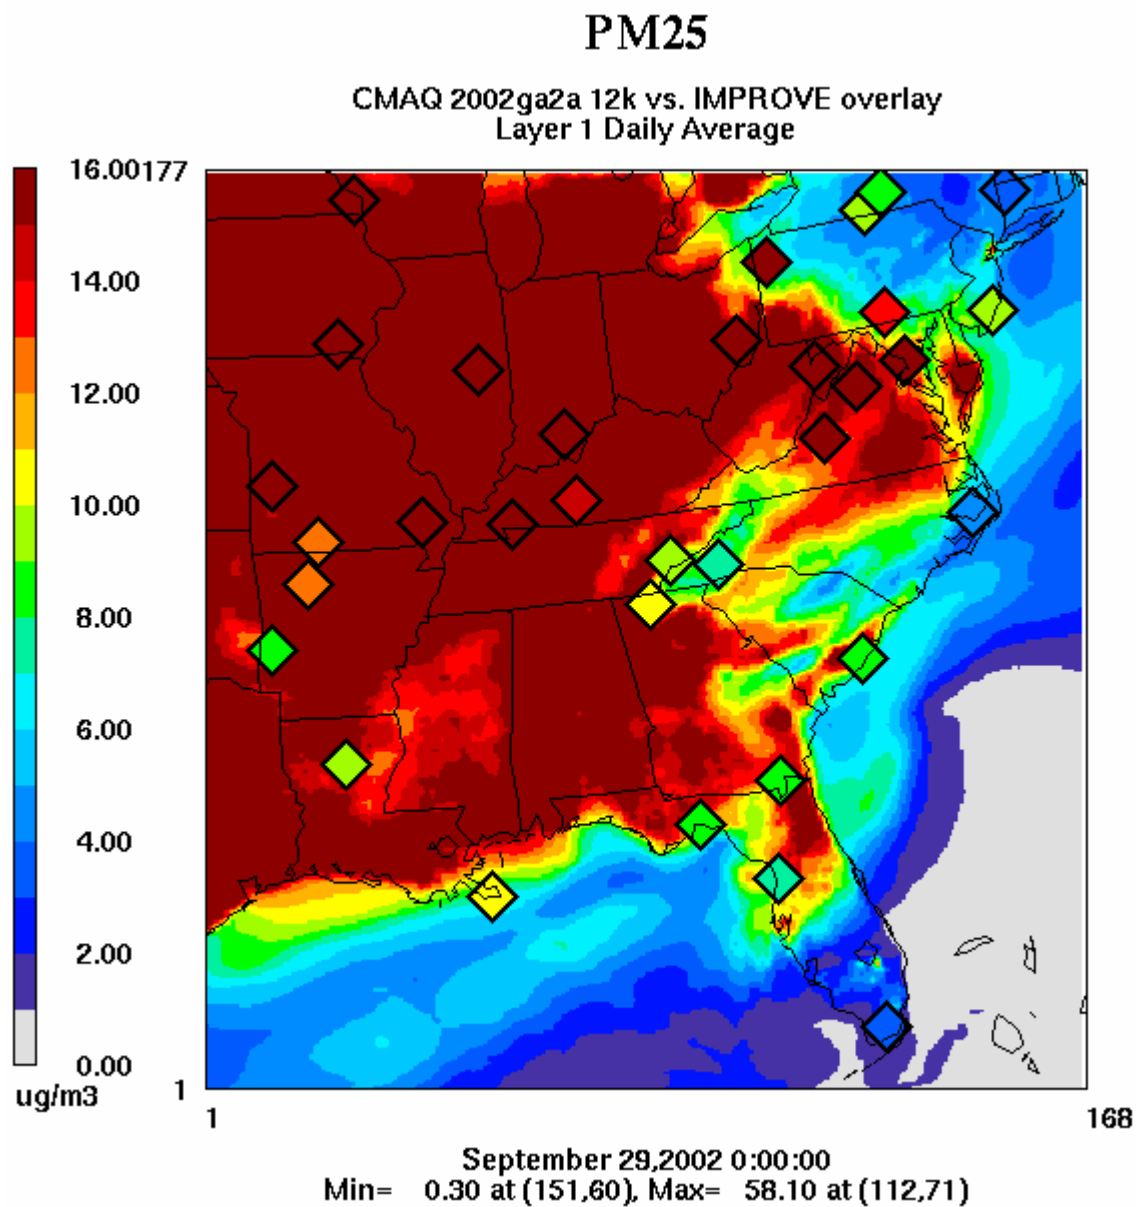 PM25
CMAQ 2002ga2a 12k vs. IMPROVE overlay
Layer 1 Daily Average
16.00177
14.00
12.00
10.00
8.00
6.00
4.00
2.00
0.00
ug/m3
1
1
168
September 29,2002 0:00:00
Min= 0.30 at (151,60), Max= 58.10 at (112,71)